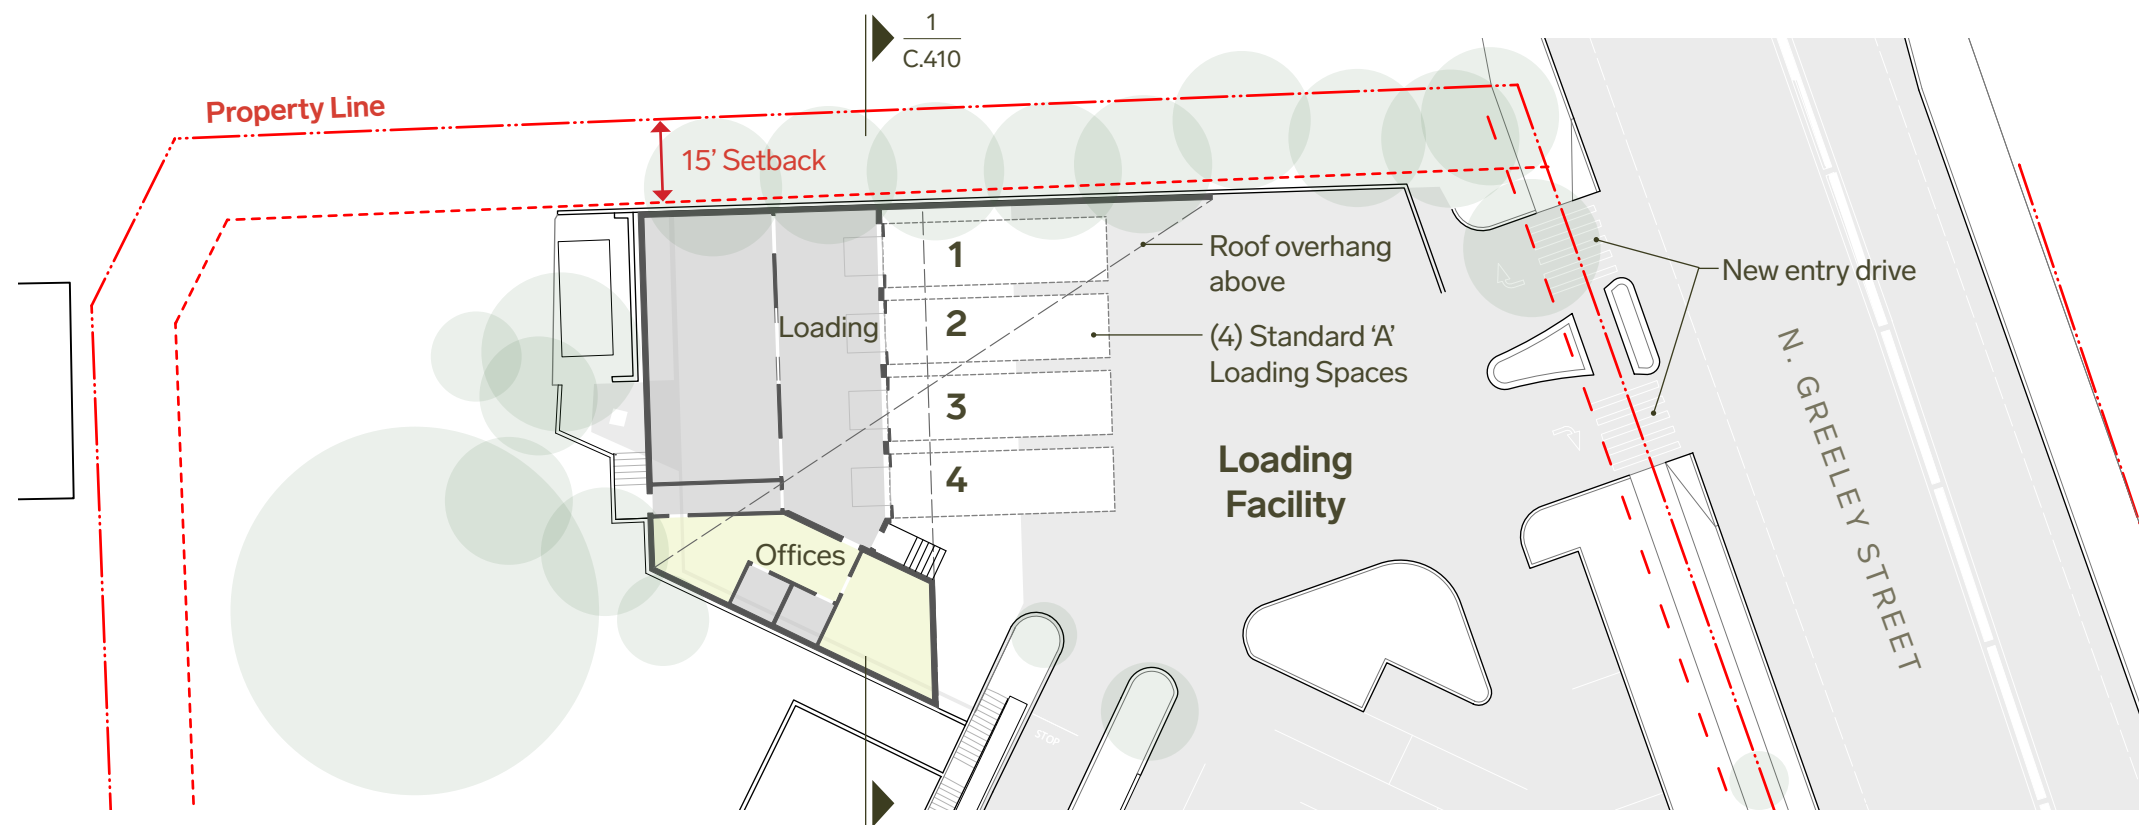 1
C.410
Property Line
15’ Setback
1
Roof overhang
above
New entry drive
2
Loading
(4) Standard ‘A’
Loading Spaces
3
N. GREELEY STREET
Loading
Facility
4
Offices
STOP